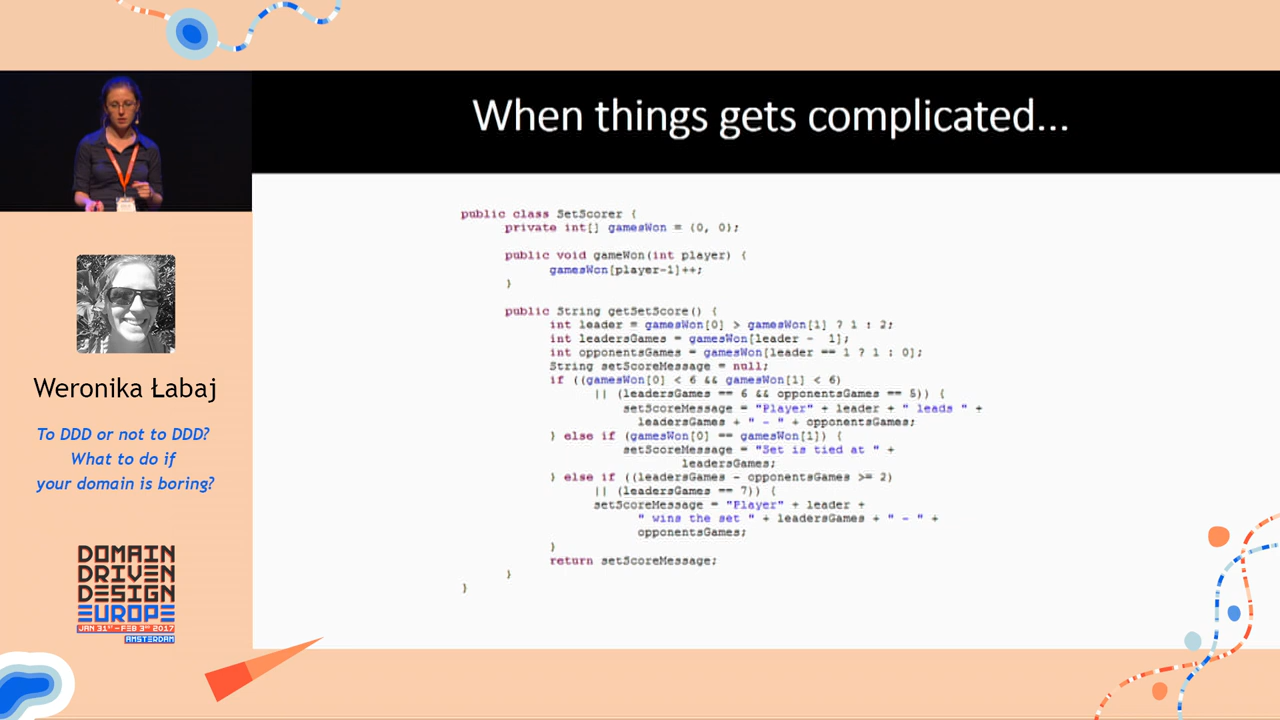 When things gets complicated...
public class SetScorer {
private int[] gamesWon = {0, 0};
public void gameWon(int player) {
gamesWon[player-1]++;
}
public String getSetScore() {
int leader = gamesWon[0] > gamesWon[1] ? 1 : 2;
int leadersGames = gamesWon[leader - 1];
int opponentsGames = gamesWon[leader == 1 ? 1 : 0];
String setScoreMessage = null;
if ((gamesWon[0] < 6 && gamesWon[1] < 6)
|| (leadersGames == 6 && opponentsGames == 5)) {
setScoreMessage = "Player" + leader + " leads " +
leadersGames + " - " + opponentsGames;
} else if (gamesWon[0] == gamesWon[1]) {
setScoreMessage = "Set is tied at " +
leadersGames;
} else if ((leadersGames - opponentsGames >= 2)
|| (leadersGames == 7)) {
setScoreMessage = "Player" + leader +
" wins the set " + leadersGames + " - " +
opponentsGames;
}
return setScoreMessage;
}
}
Weronika Łabaj
To DDD or not to DDD?
What to do if
your domain is boring?
DOMAIN
DRIVEN
DESIGN
EUROPE
JAN 31ST-FEB 3RD 2017
AMSTERDAM